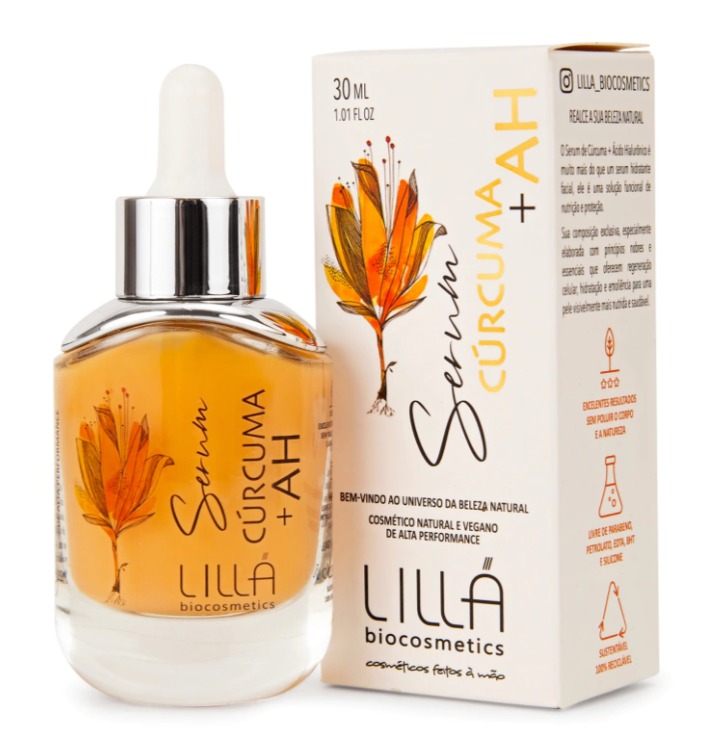 Serum
CÚRCUMA
+ AH
LILLÁ
biocosmetics
30 ML
1.01 FL OZ
Serum
CÚRCUMA
+ AH
BEM-VINDO AO UNIVERSO DA BELEZA NATURAL
COSMÉTICO NATURAL E VEGANO
DE ALTA PERFORMANCE
LILLÁ
biocosmetics
cosméticos feitos à mão
LILLA_BIOCOSMETICS
REALCE A SUA BELEZA NATURAL
O Serum de Cúrcuma + Ácido Hialurônico é
muito mais do que um serum hidratante
facial, ele é uma solução funcional de
nutrição e proteção.
Sua composição exclusiva, especialmente
elaborada com princípios nobres e
essenciais que oferecem regeneração
celular, hidratação e emoliência para uma
pele visivelmente mais nutrida e saudável.
EXCELENTES RESULTADOS
SEM POLUIR O CORPO
E A NATUREZA
LIVRE DE PARABENO,
PETROLATO, EDTA, BHT
E SILICONE
SUSTENTÁVEL
100% RECICLÁVEL